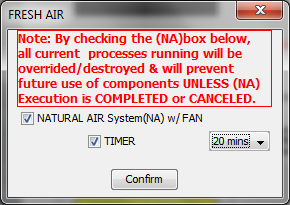 FRESH AIR
Note: By checking the (NA)box below,
all current  processes running will be
overrided/destroyed & will prevent
future use of components UNLESS (NA)
Execution is COMPLETED or CANCELED.
NATURAL AIR System(NA) w/ FAN
TIMER
20 mins
Confirm